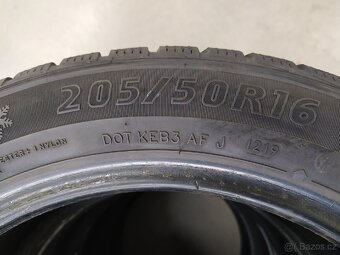 205/50R16
DOT KEB3 AF J 1219
bazos.cz